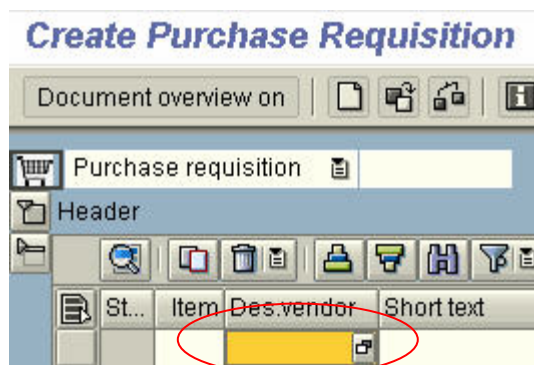 Create Purchase Requisition
Document overview on
Purchase requisition
Header
St... Item Des.vendor Short text